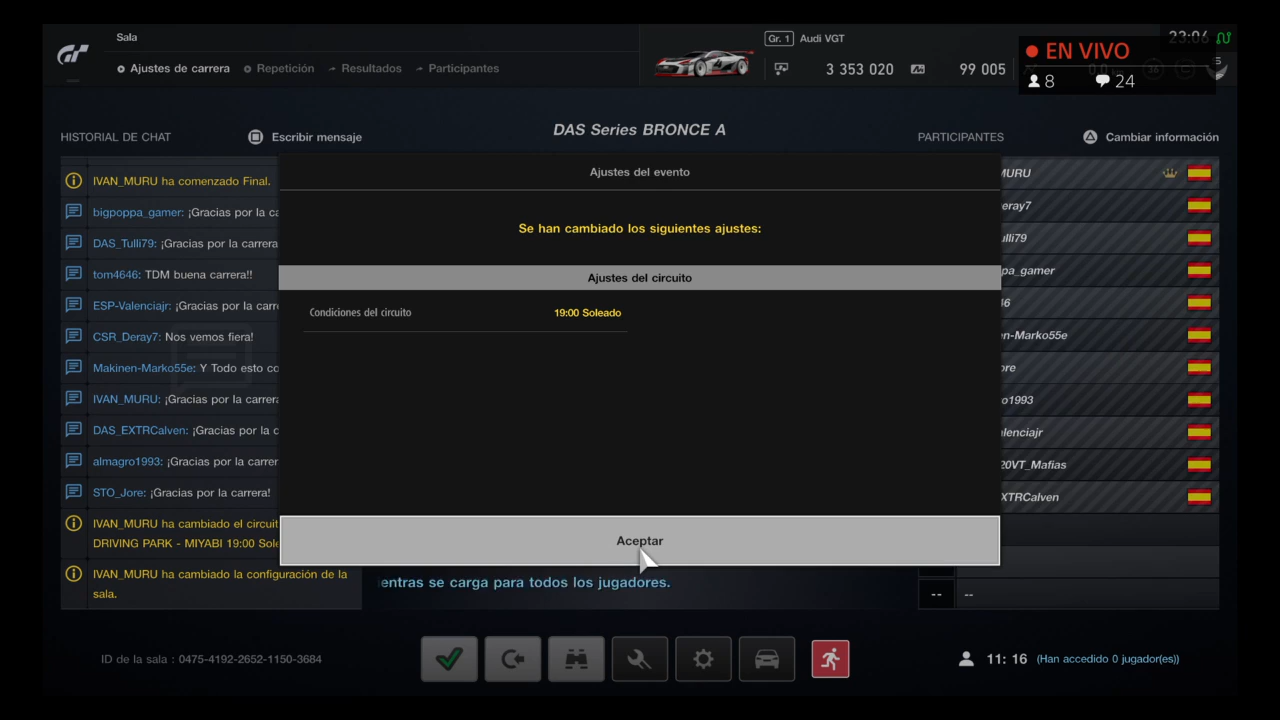 Sala
Ajustes de carrera
Repetición
Resultados
Participantes
Gr. 1 Audi VGT
3 353 020
99 005
23:06
EN VIVO
8
24
HISTORIAL DE CHAT
Escribir mensaje
DAS Series BRONCE A
PARTICIPANTES
Cambiar información
IVAN_MURU ha comenzado Final.
bigpoppa_gamer: ¡Gracias por la ca
DAS_Tulli79: ¡Gracias por la carrera
tom4646: TDM buena carrera!!
ESP-Valenciajr: ¡Gracias por la carr
CSR_Deray7: Nos vemos fiera!
Makinen-Marko55e: Y Todo esto co
IVAN_MURU: ¡Gracias por la carrera
DAS_EXTRCalven: ¡Gracias por la c
almagro1993: ¡Gracias por la carrer
STO_Jore: ¡Gracias por la carrera!
IVAN_MURU ha cambiado el circuit
DRIVING PARK - MIYABI 19:00 Sole
IVAN_MURU ha cambiado la configuración de la
sala.
Ajustes del evento
Se han cambiado los siguientes ajustes:
Ajustes del circuito
Condiciones del circuito
19:00 Soleado
Aceptar
entras se carga para todos los jugadores.
MURU
eray7
ulli79
pa_gamer
46
n-Marko55e
ore
o1993
alenciajr
20VT_Mafias
XTRCalven
-- --
ID de la sala : 0475-4192-2652-1150-3684
11: 16 (Han accedido 0 jugador(es))